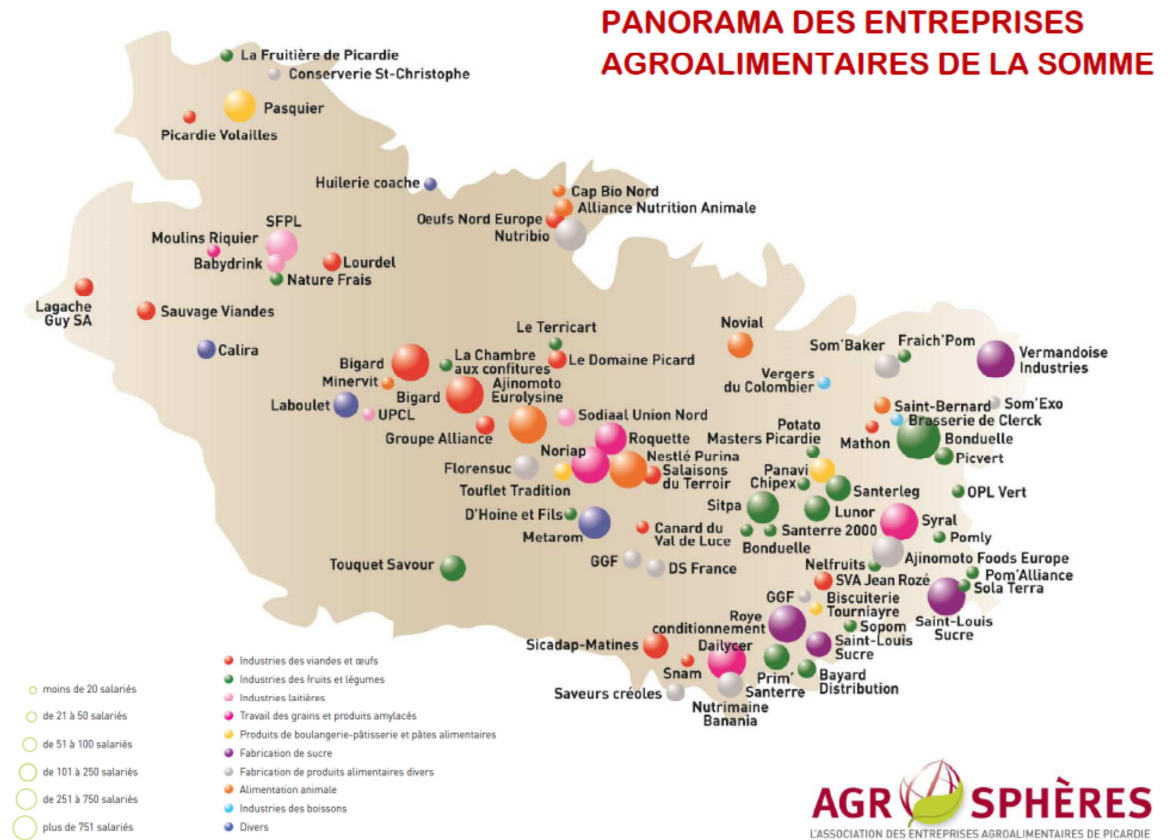 PANORAMA DES ENTREPRISES
AGROALIMENTAIRES DE LA SOMME
La Fruitière de Picardie
Conserverie St-Christophe
Pasquier
Picardie Volailles
Huilerie coache
Cap Bio Nord
Alliance Nutrition Animale
Œufs Nord Europe
Nutribio
SFPL
Moulins Riquier
Babydrink
Lourdel
Nature Frais
Lagache
Guy SA
Sauvage Viandes
Calira
Le Terricart
Novial
Som'Baker
Fraich'Pom
Vermandoise
Industries
Bigard
La Chambre
aux confitures
Le Domaine Picard
Minervit
Ajinomoto
Eurolysine
Vergers
du Colombier
Laboulet
Bigard
UPCL
Sodiaal Union Nord
Saint-Bernard
Som'Exo
Brasserie de Clerck
Groupe Alliance
Roquette
Potato
Masters Picardie
Mathon
Bonduelle
Noriap
Nestlé Purina
Picvert
Florensuc
Salaisons
du Terroir
Panavi
Chipex
Touflet Tradition
Santerleg
OPL Vert
Sitpa
Lunor
D'Hoine et Fils
Metarom
Canard du
Val de Luce
Santerre 2000
Bonduelle
Syral
Pomly
GGF
DS France
Ajinomoto Foods Europe
Touquet Savour
Nelfruits
SVA Jean Rozé
Pom'Alliance
Sola Terra
GGF
Biscuiterie
Tourniayre
Roye
conditionnement
Sopom
Saint-Louis
Sucre
Saint-Louis
Sucre
Sicadap-Matines
Dailycer
Snam
Prim'
Santerre
Bayard
Distribution
Saveurs créoles
Nutrimaine
Banania
moins de 20 salariés
de 21 à 50 salariés
de 51 à 100 salariés
de 101 à 250 salariés
de 251 à 750 salariés
plus de 751 salariés
Industries des viandes et œufs
Industries des fruits et légumes
Industries laitières
Travail des grains et produits amylacés
Produits de boulangerie-pâtisserie et pâtes alimentaires
Fabrication de sucre
Fabrication de produits alimentaires divers
Alimentation animale
Industries des boissons
Divers
AGR SPHÈRES
L'ASSOCIATION DES ENTREPRISES AGROALIMENTAIRES DE PICARDIE